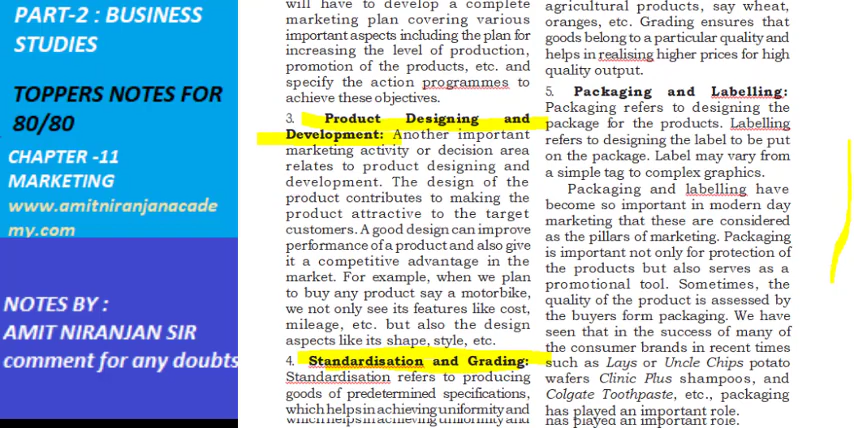 PART-2 : BUSINESS
STUDIES
TOPPERS NOTES FOR
80/80
CHAPTER -11
MARKETING
www.amitniranjanacade
my.com
NOTES BY :
AMIT NIRANJAN SIR
comment for any doubts
will have to develop a complete
marketing plan covering various
important aspects including the plan for
increasing the level of production,
promotion of the products, etc. and
specify the action programmes to
achieve these objectives.
3. Product Designing and
Development: Another important
marketing activity or decision area
relates to product designing and
development. The design of the
product contributes to making the
product attractive to the target
customers. A good design can improve
performance of a product and also give
it a competitive advantage in the
market. For example, when we plan
to buy any product say a motorbike,
we not only see its features like cost,
mileage, etc. but also the design
aspects like its shape, style, etc.
4. Standardisation and Grading:
Standardisation refers to producing
goods of predetermined specifications,
which helps in achieving uniformity and
which helps in achieving uniformity and
agricultural products, say wheat,
oranges, etc. Grading ensures that
goods belong to a particular quality and
helps in realising higher prices for high
quality output.
5. Packaging and Labelling:
Packaging refers to designing the
package for the products. Labelling
refers to designing the label to be put
on the package. Label may vary from
a simple tag to complex graphics.
Packaging and labelling have
become so important in modern day
marketing that these are considered
as the pillars of marketing. Packaging
is important not only for protection of
the products but also serves as a
promotional tool. Sometimes, the
quality of the product is assessed by
the buyers form packaging. We have
seen that in the success of many of
the consumer brands in recent times
such as Lays or Uncle Chips potato
wafers Clinic Plus shampoos, and
Colgate Toothpaste, etc., packaging
has played an important role.
has played an important role.